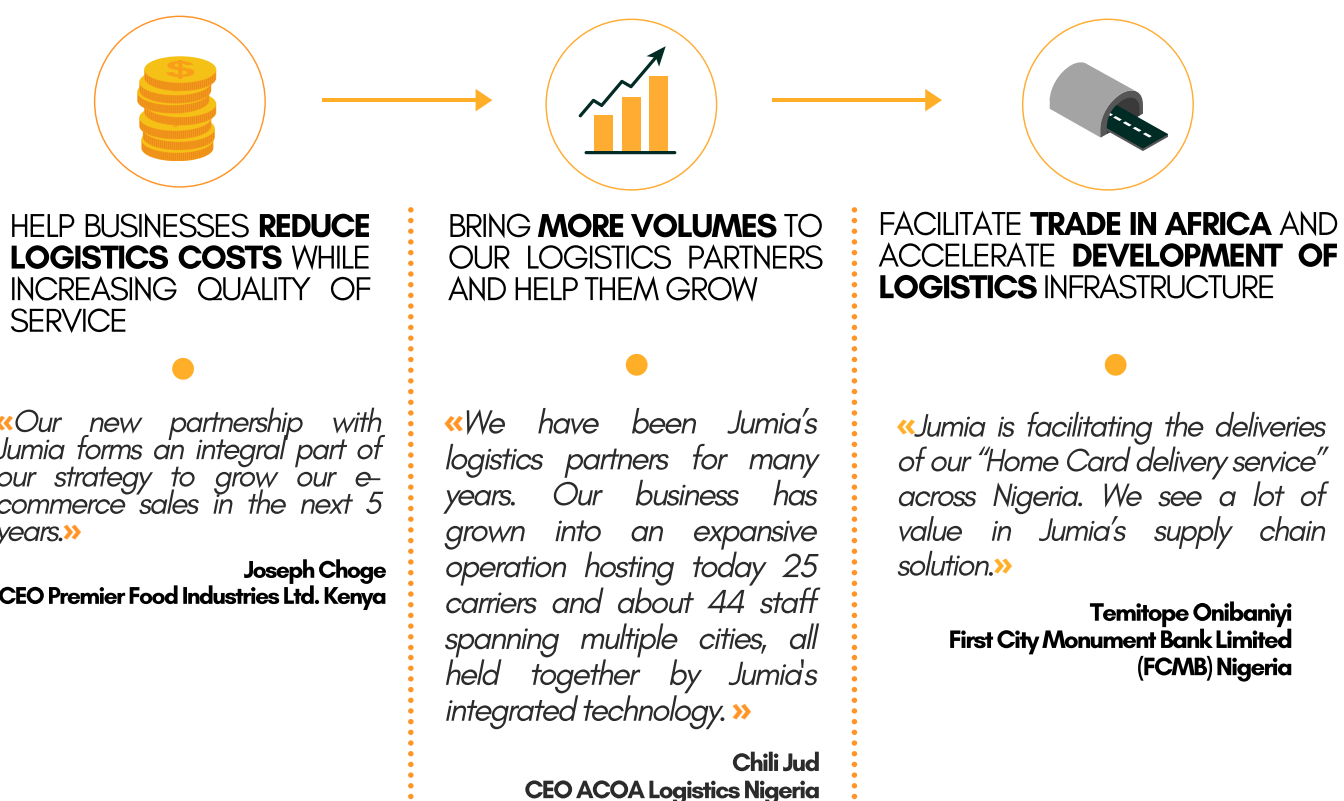 HELP BUSINESSES REDUCE
LOGISTICS COSTS WHILE
INCREASING QUALITY OF
SERVICE
«Our new partnership with
Jumia forms an integral part of
our strategy to grow our e-
commerce sales in the next 5
years.»
Joseph Choge
CEO Premier Food Industries Ltd. Kenya
BRING MORE VOLUMES TO
OUR LOGISTICS PARTNERS
AND HELP THEM GROW
«We have been Jumia's
logistics partners for many
years. Our business has
grown into an expansive
operation hosting today 25
carriers and about 44 staff
spanning multiple cities, all
held together by Jumia's
integrated technology. »
Chili Jud
CEO ACOA Logistics Nigeria
FACILITATE TRADE IN AFRICA AND
ACCELERATE DEVELOPMENT OF
LOGISTICS INFRASTRUCTURE
«Jumia is facilitating the deliveries
of our “Home Card delivery service”
across Nigeria. We see a lot of
value in Jumia's supply chain
solution.»
Temitope Onibaniyi
First City Monument Bank Limited
(FCMB) Nigeria